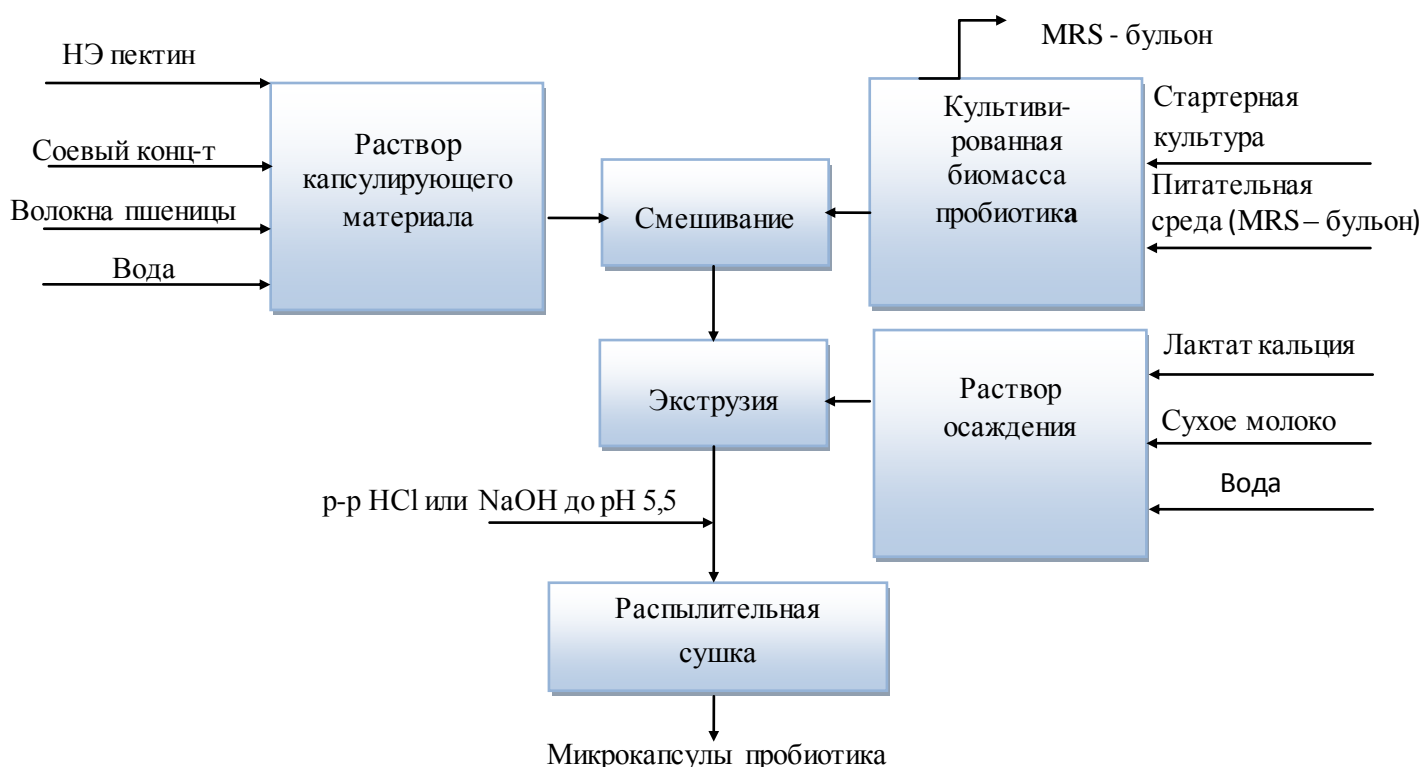 НЭ пектин
Соевый конц-т
Волокна пшеницы
Вода
Раствор
капсулирующего
материала
Смешивание
MRS - бульон
Культиви-
рованная
биомасса
пробиотика
Стартерная
культура
Питательная
среда (MRS – бульон)
Экструзия
Раствор
осаждения
Лактат кальция
Сухое молоко
Вода
р-р HCl или NaOH до pH 5,5
Распылительная
сушка
Микрокапсулы пробиотика